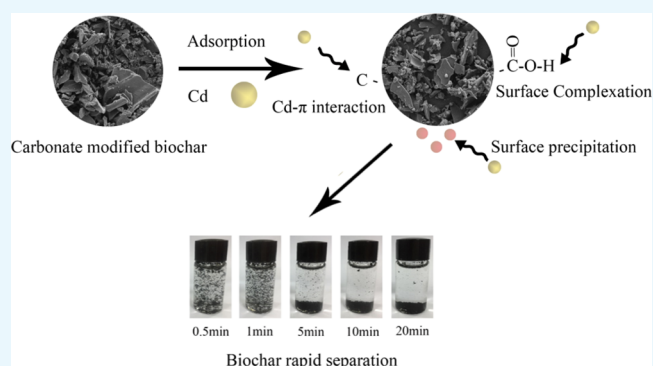 Adsorption
Cd
Carbonate modified biochar
C
Cd-π interaction
O
C-O-H
Surface Complexation
Surface precipitation
0.5min 1min 5min 10min 20min
Biochar rapid separation